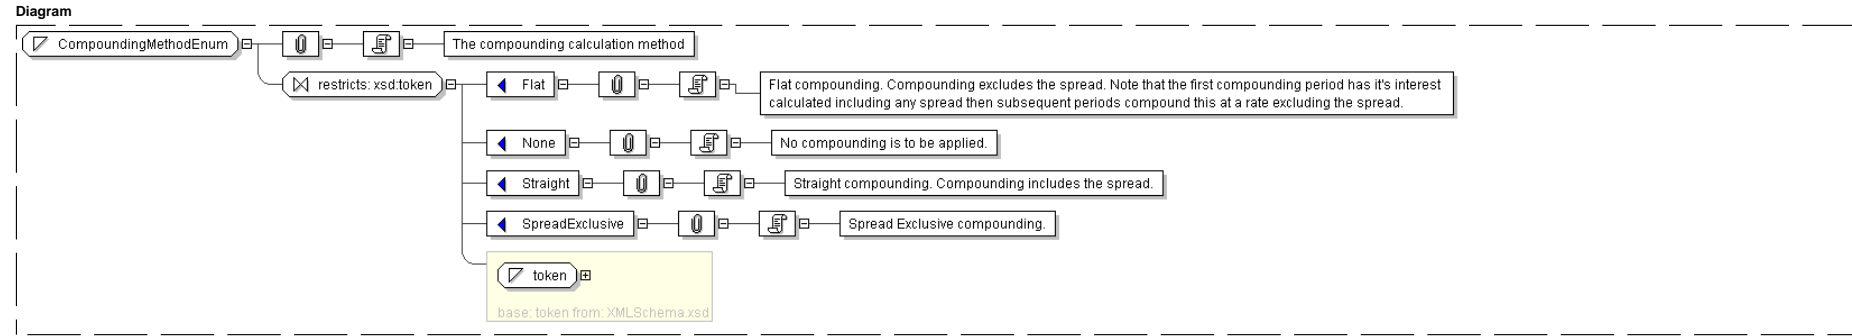 Diagram
CompoundingMethodEnum
The compounding calculation method
restricts: xsd:token
Flat
Flat compounding. Compounding excludes the spread. Note that the first compounding period has it's interest
calculated including any spread then subsequent periods compound this at a rate excluding the spread.
None
No compounding is to be applied.
Straight
Straight compounding. Compounding includes the spread.
SpreadExclusive
Spread Exclusive compounding.
token
base: token from: XMLSchema.xsd